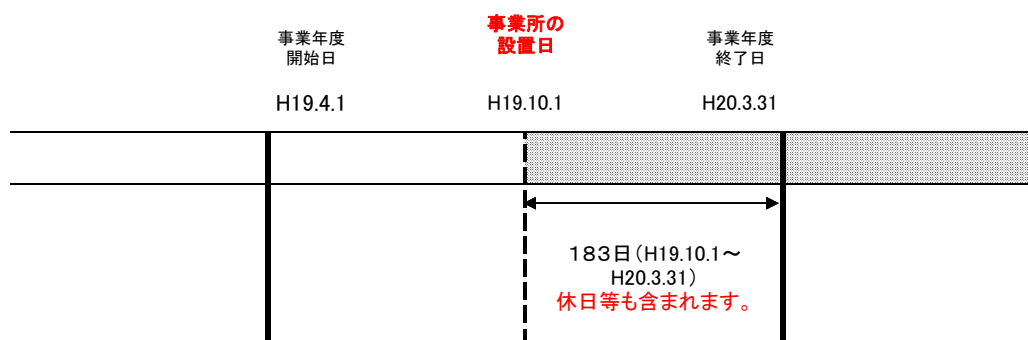 事業年度
開始日
事業所の
設置日
事業年度
終了日
H19.4.1
H19.10.1
H20.3.31
183日(H19.10.1～
H20.3.31)
休日等も含まれます。